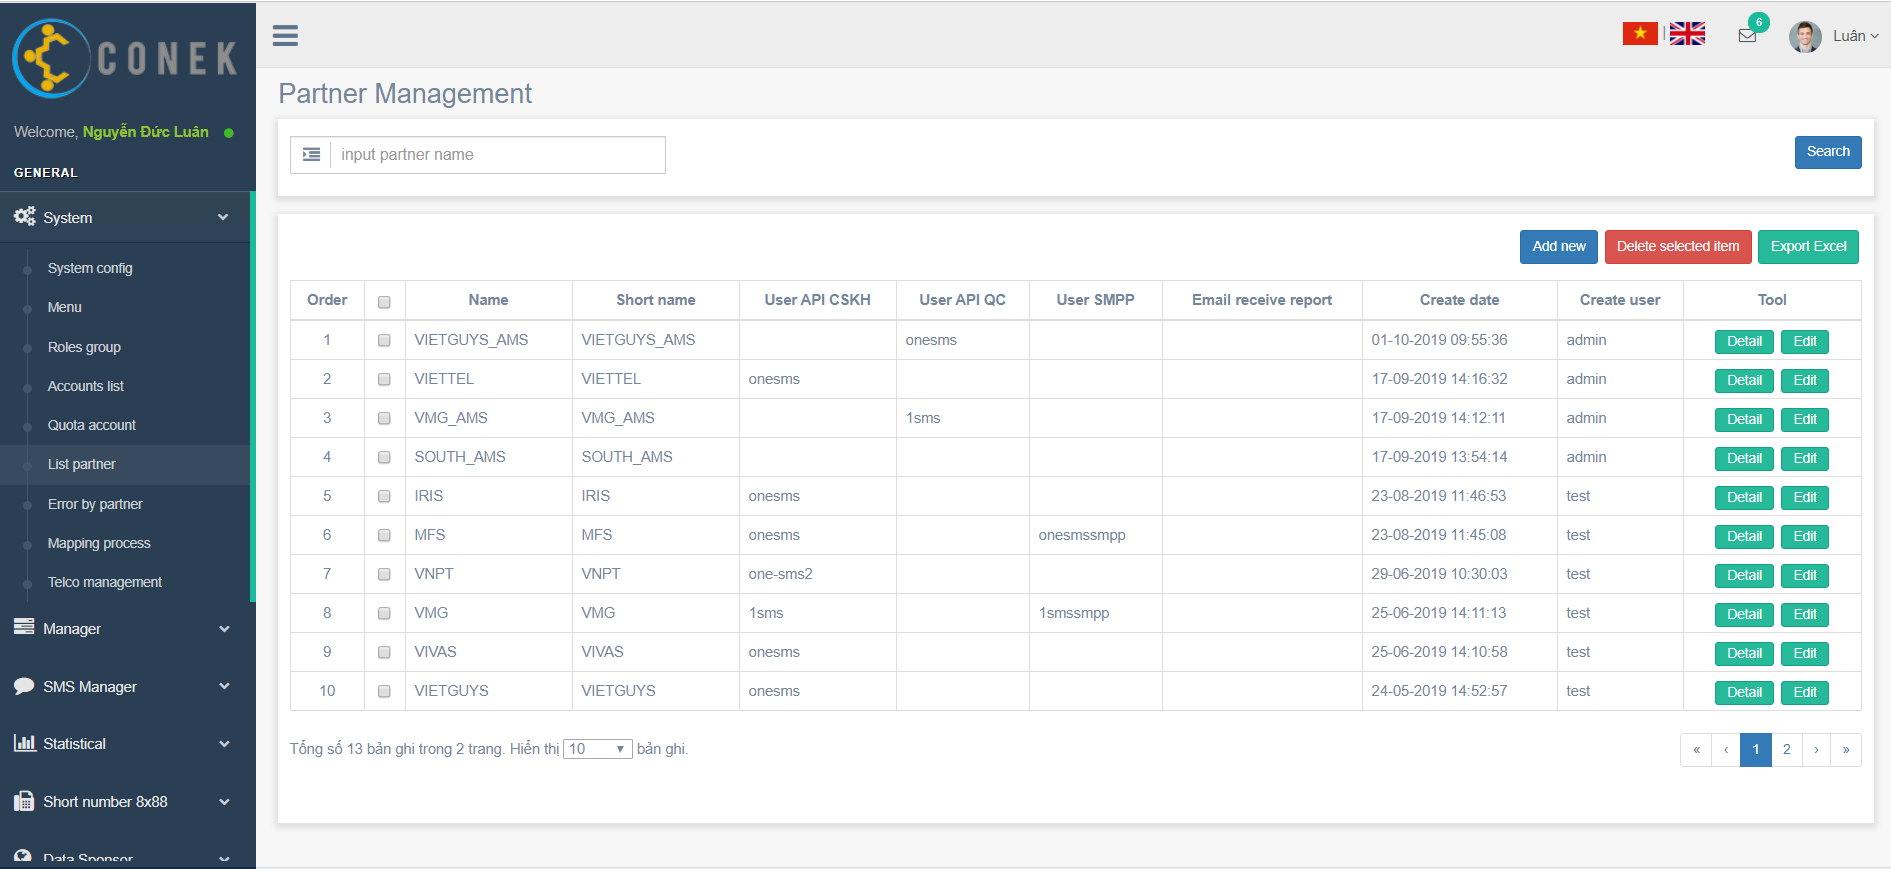 CONEK
6
Luân
Welcome, Nguyễn Đức Luân
GENERAL
System
System config
Menu
Roles group
Accounts list
Quota account
List partner
Error by partner
Mapping process
Telco management
Manager
SMS Manager
Statistical
Short number 8x88
Data Sponsor
Partner Management
input partner name
Search
Add new Delete selected item Export Excel
Order Name Short name User API CSKH User API QC User SMPP Email receive report Create date Create user Tool
1 VIETGUYS_AMS VIETGUYS_AMS onesms 01-10-2019 09:55:36 admin Detail Edit
2 VIETTEL VIETTEL onesms 17-09-2019 14:16:32 admin Detail Edit
3 VMG_AMS VMG_AMS 1sms 17-09-2019 14:12:11 admin Detail Edit
4 SOUTH_AMS SOUTH_AMS 17-09-2019 13:54:14 admin Detail Edit
5 IRIS IRIS onesms 23-08-2019 11:46:53 test Detail Edit
6 MFS MFS onesms onesmssmpp 23-08-2019 11:45:08 test Detail Edit
7 VNPT VNPT one-sms2 29-06-2019 10:30:03 test Detail Edit
8 VMG VMG 1sms 1smssmpp 25-06-2019 14:11:13 test Detail Edit
9 VIVAS VIVAS onesms 25-06-2019 14:10:58 test Detail Edit
10 VIETGUYS VIETGUYS onesms 24-05-2019 14:52:57 test Detail Edit
Tổng số 13 bản ghi trong 2 trang. Hiển thị 10 bản ghi.
« ‹ 1 2 › »